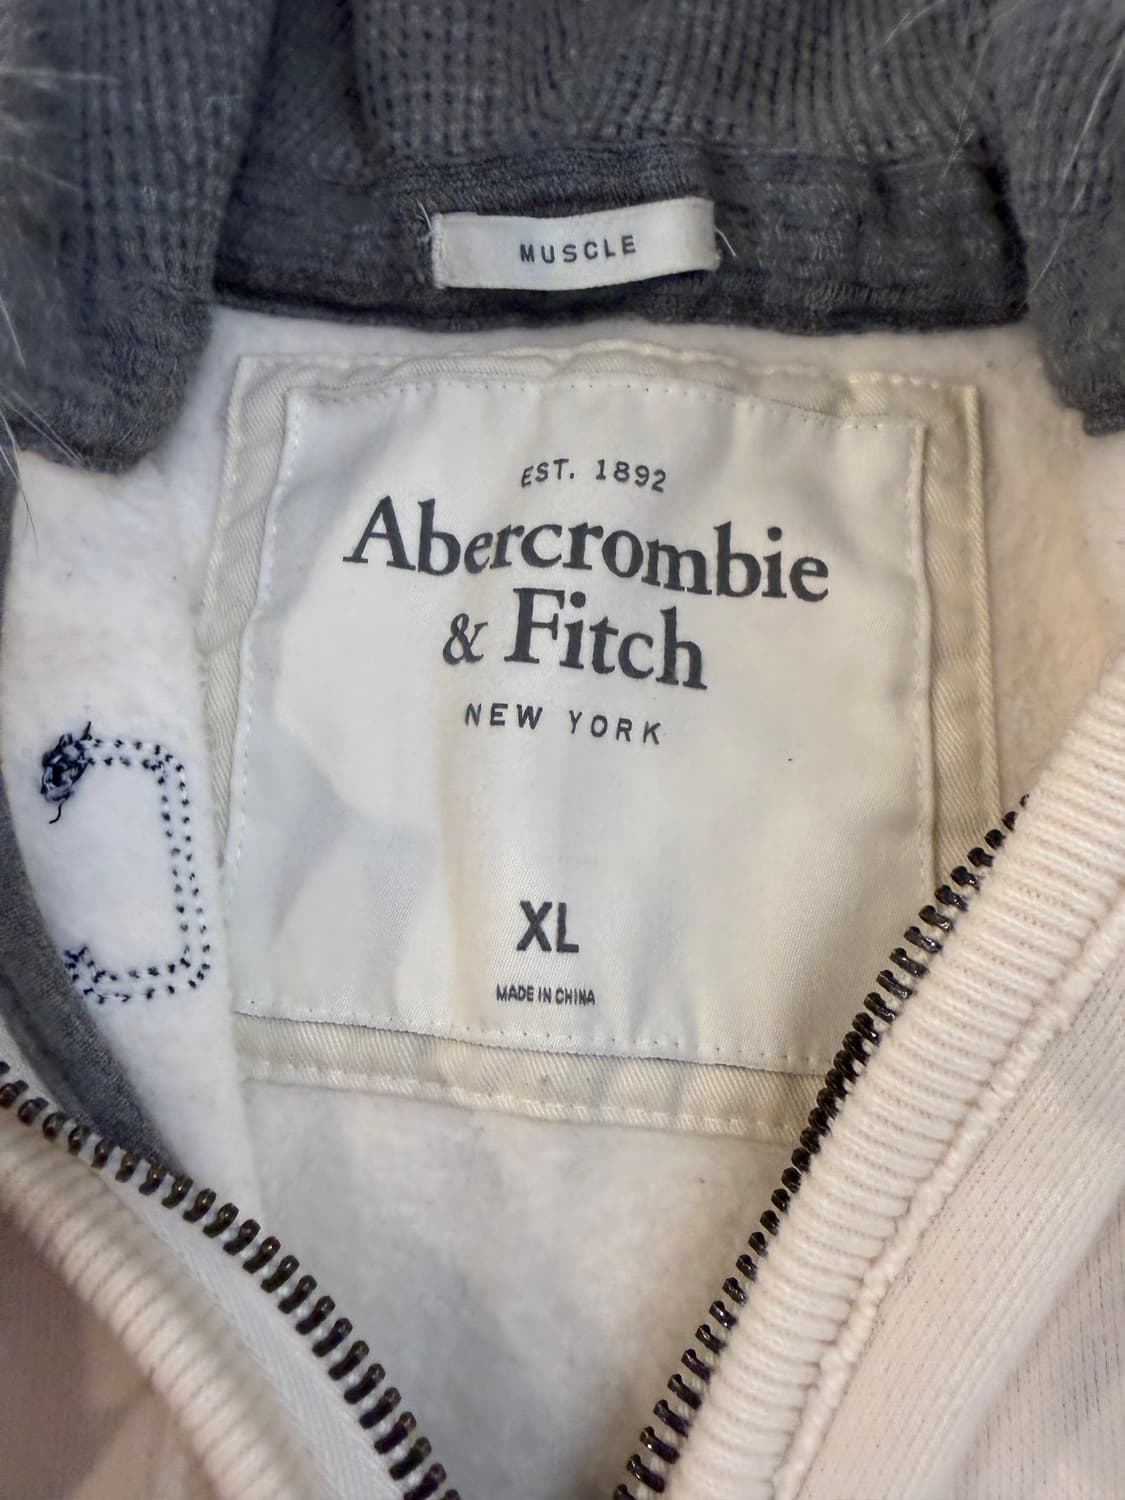 MUSCLE
EST. 1892
Abercrombie
& Fitch
NEW YORK
XL
MADE IN CHINA